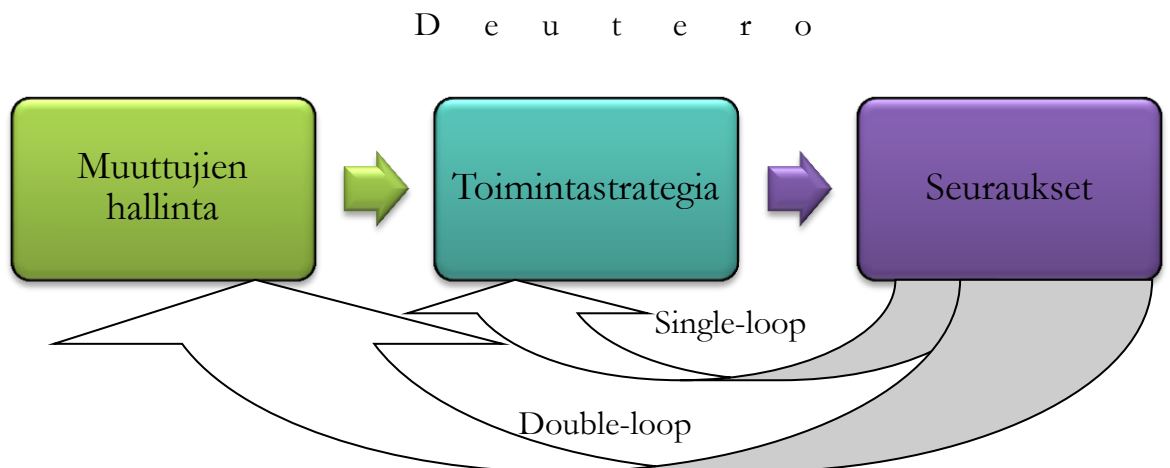 D e u t e r o
Muuttujien
hallinta
Toimintastrategia
Seuraukset
Single-loop
Double-loop